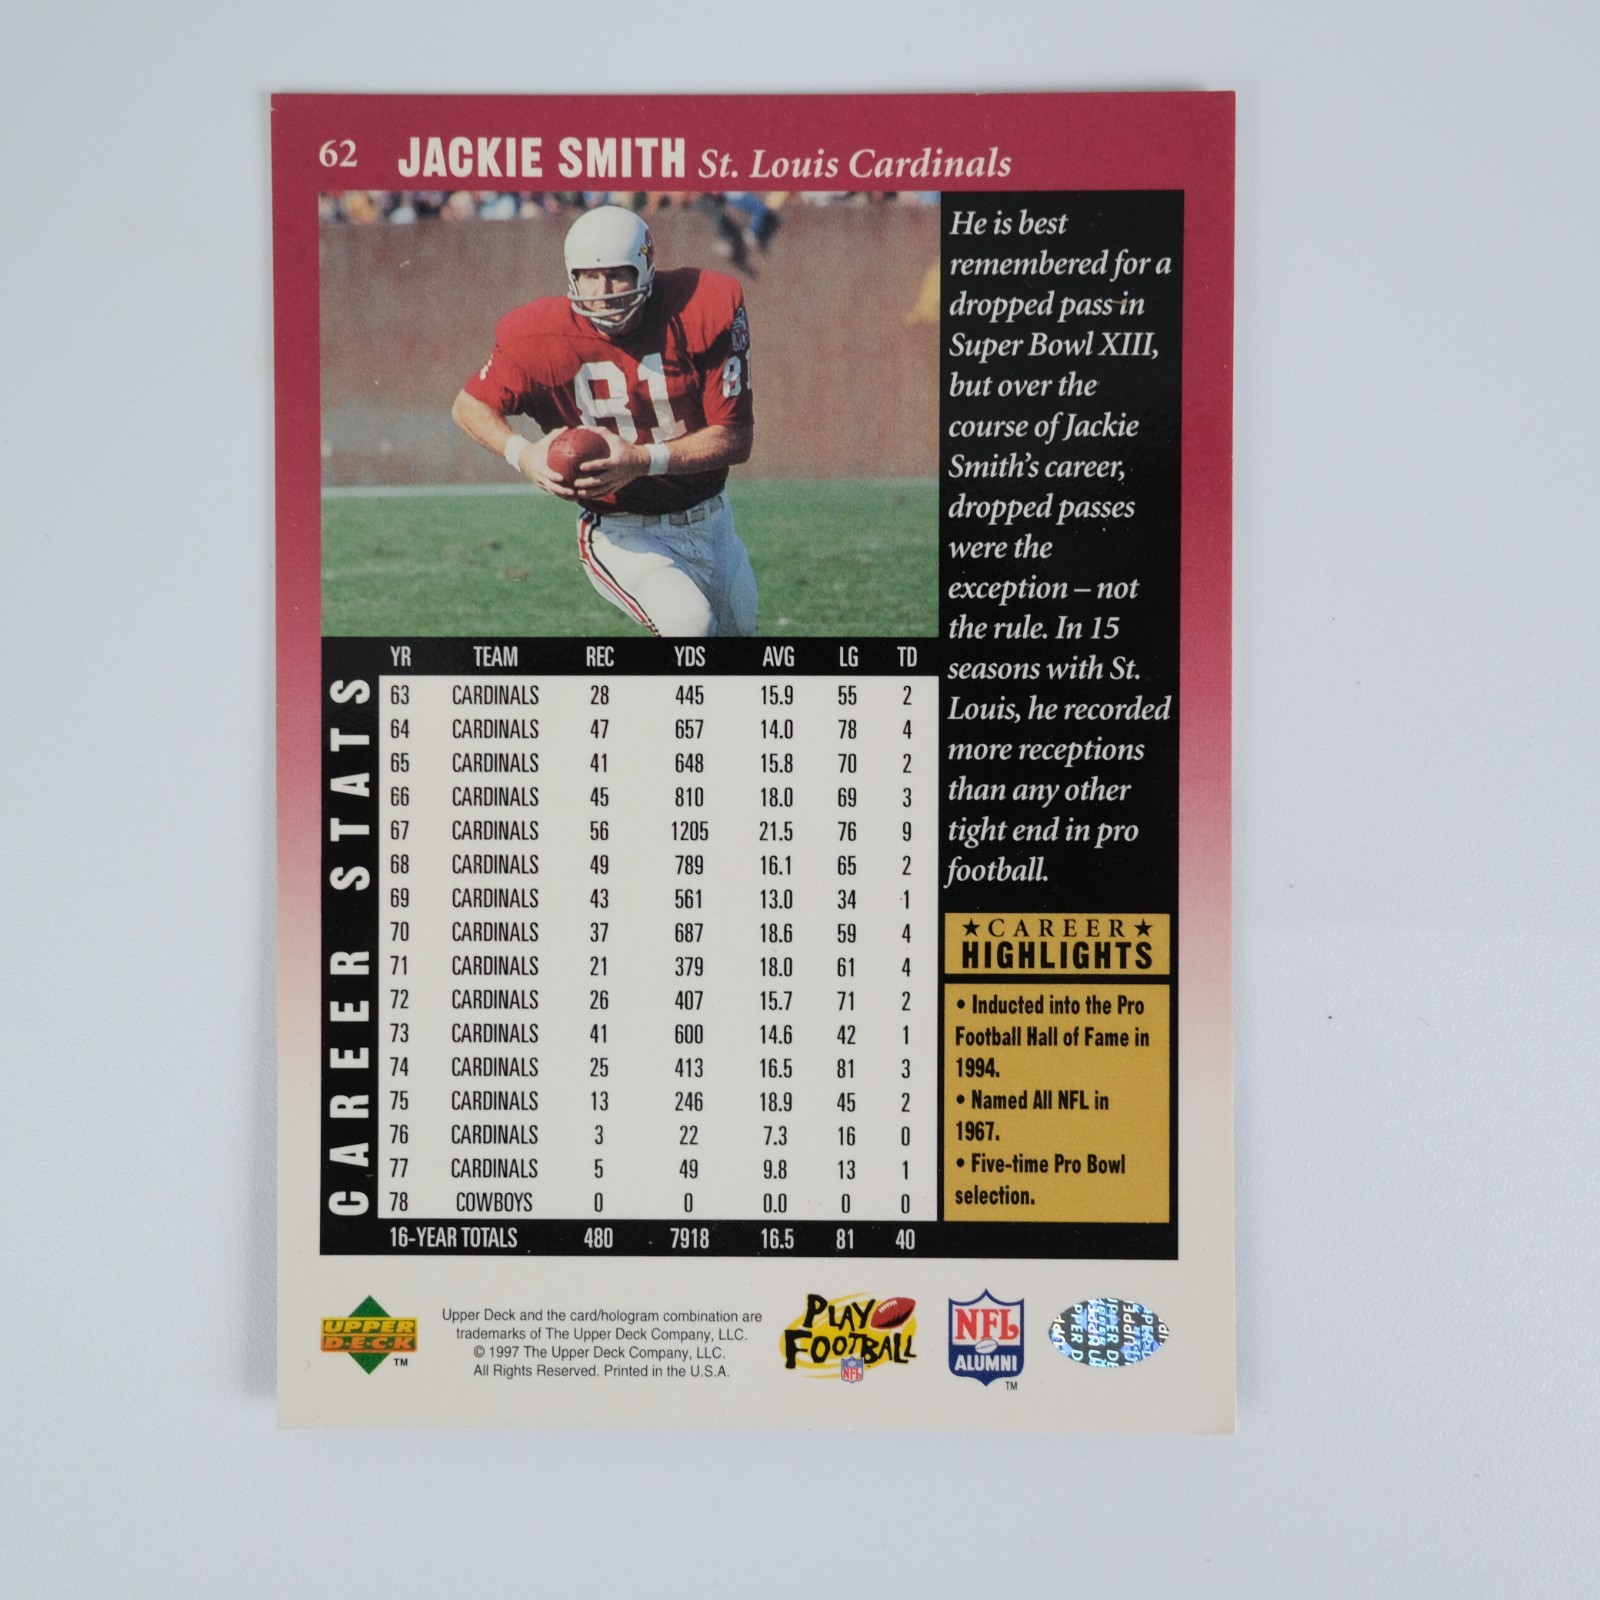 62 JACKIE SMITH St. Louis Cardinals
81
81
He is best
remembered for a
dropped pass in
Super Bowl XIII,
but over the
course of Jackie
Smith's career,
dropped passes
were the
exception – not
the rule. In 15
seasons with St.
Louis, he recorded
more receptions
than any other
tight end in pro
football.
CAREER STATS
YR TEAM REC YDS AVG LG TD
63 CARDINALS 28 445 15.9 55 2
64 CARDINALS 47 657 14.0 78 4
65 CARDINALS 41 648 15.8 70 2
66 CARDINALS 45 810 18.0 69 3
67 CARDINALS 56 1205 21.5 76 9
68 CARDINALS 49 789 16.1 65 2
69 CARDINALS 43 561 13.0 34 1
70 CARDINALS 37 687 18.6 59 4
71 CARDINALS 21 379 18.0 61 4
72 CARDINALS 26 407 15.7 71 2
73 CARDINALS 41 600 14.6 42 1
74 CARDINALS 25 413 16.5 81 3
75 CARDINALS 13 246 18.9 45 2
76 CARDINALS 3 22 7.3 16 0
77 CARDINALS 5 49 9.8 13 1
78 COWBOYS 0 0 0.0 0 0
16-YEAR TOTALS 480 7918 16.5 81 40
★ CAREER ★
HIGHLIGHTS
• Inducted into the Pro
Football Hall of Fame in
1994.
• Named All NFL in
1967.
• Five-time Pro Bowl
selection.
UPPER
DECK
TM
Upper Deck and the card/hologram combination are
trademarks of The Upper Deck Company, LLC.
© 1997 The Upper Deck Company, LLC.
All Rights Reserved. Printed in the U.S.A.
PLAY
FOOTBALL
NFL
NFL
ALUMNI
TM